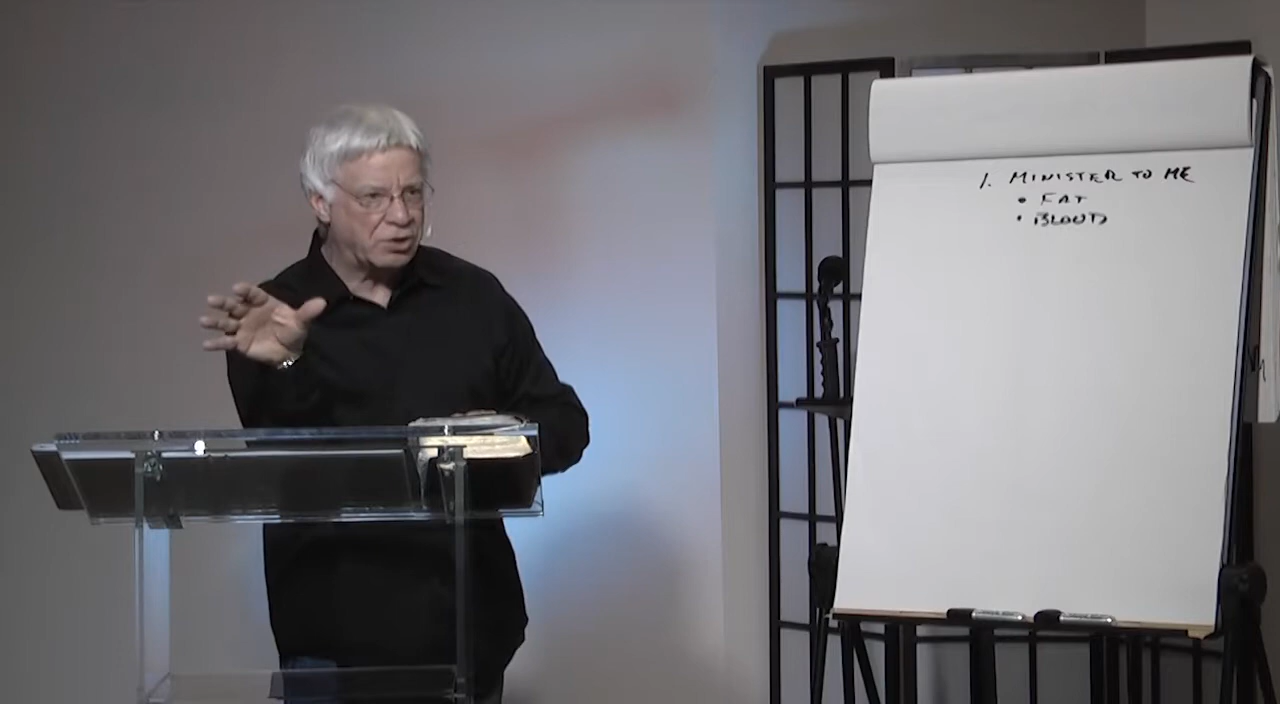 1. MINISTER TO ME
• FAT
• BLOOD